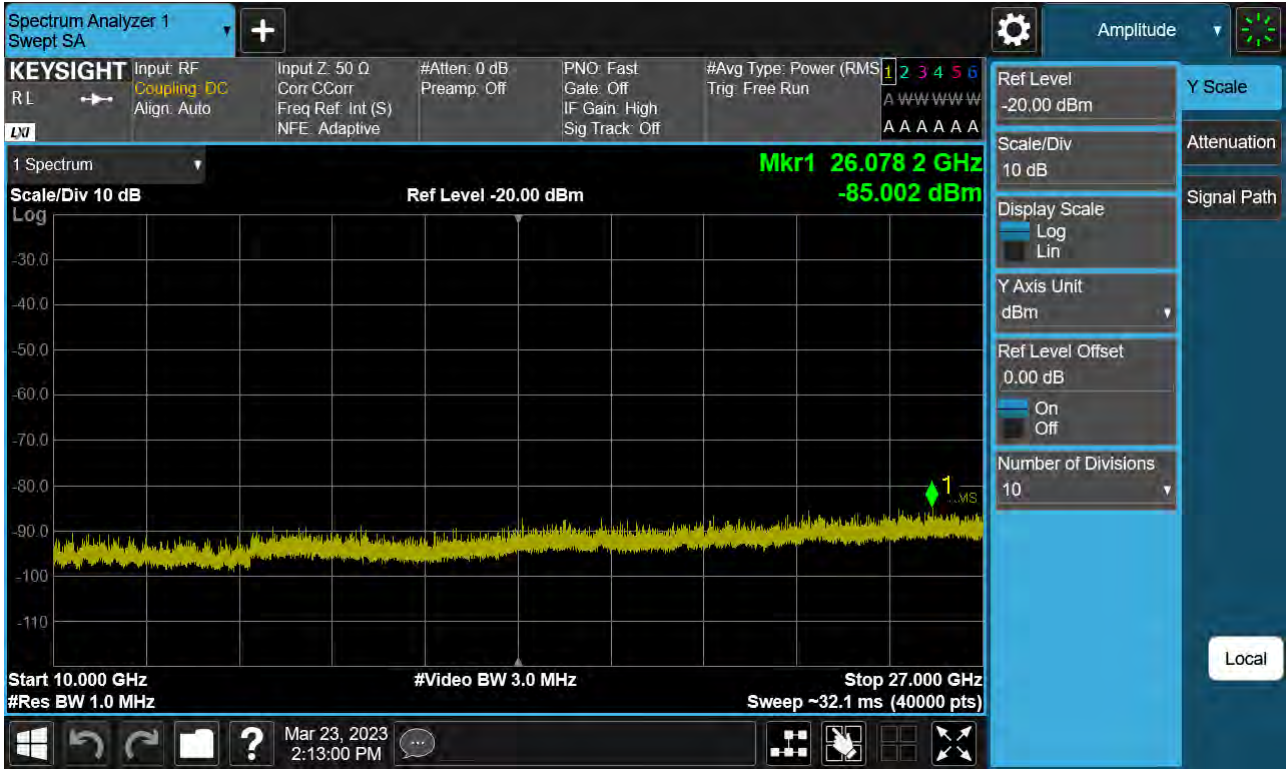 Spectrum Analyzer 1
Swept SA
Amplitude
KEYSIGHT
R L
LXI
Input: RF
Coupling: DC
Align: Auto
Input Z: 50 Ω
Corr CCorr
Freq Ref: Int (S)
NFE: Adaptive
#Atten: 0 dB
Preamp: Off
PNO: Fast
Gate: Off
IF Gain: High
Sig Track: Off
#Avg Type: Power (RMS
Trig: Free Run
1 2 3 4 5 6
A W W W W W
A A A A A A
1 Spectrum
Mkr1 26.078 2 GHz
Scale/Div 10 dB
Ref Level -20.00 dBm
-85.002 dBm
Log
-30.0
-40.0
-50.0
-60.0
-70.0
-80.0
-90.0
-100
-110
1
Start 10.000 GHz
#Video BW 3.0 MHz
Stop 27.000 GHz
#Res BW 1.0 MHz
Sweep ~32.1 ms (40000 pts)
Mar 23, 2023
2:13:00 PM
?
Ref Level
-20.00 dBm
Scale/Div
10 dB
Display Scale
Log
Lin
Y Axis Unit
dBm
Ref Level Offset
0.00 dB
On
Off
Number of Divisions
10
Y Scale
Attenuation
Signal Path
Local